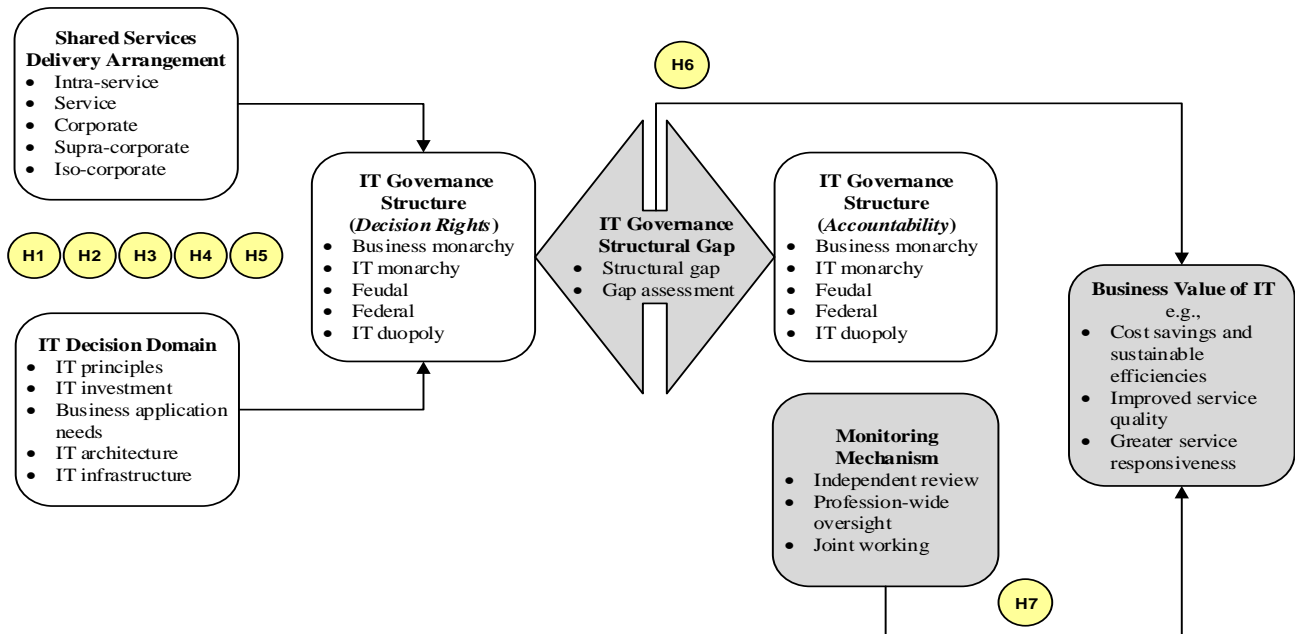 Shared Services
Delivery Arrangement
• Intra-service
• Service
• Corporate
• Supra-corporate
• Iso-corporate
H1 H2 H3 H4 H5
IT Decision Domain
• IT principles
• IT investment
• Business application
needs
• IT architecture
• IT infrastructure
IT Governance
Structure
(Decision Rights)
• Business monarchy
• IT monarchy
• Feudal
• Federal
• IT duopoly
H6
IT Governance
Structural Gap
• Structural gap
• Gap assessment
IT Governance
Structure
(Accountability)
• Business monarchy
• IT monarchy
• Feudal
• Federal
• IT duopoly
Monitoring
Mechanism
• Independent review
• Profession-wide
oversight
• Joint working
H7
Business Value of IT
e.g.,
• Cost savings and
sustainable
efficiencies
• Improved service
quality
• Greater service
responsiveness